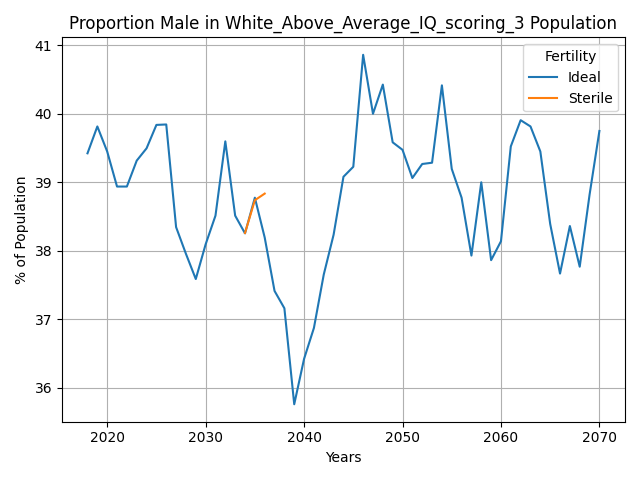 Proportion Male in White_Above_Average_IQ_scoring_3 Population
Fertility
Ideal
Sterile
% of Population
41
40
39
38
37
36
2020
2030
2040
2050
2060
2070
Years